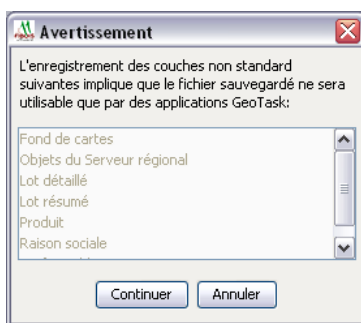 Avertissement
L'enregistrement des couches non standard
suivantes implique que le fichier sauvegardé ne sera
utilisable que par des applications GeoTask:
Fond de cartes
Objets du Serveur régional
Lot détaillé
Lot résumé
Produit
Raison sociale
Continuer Annuler